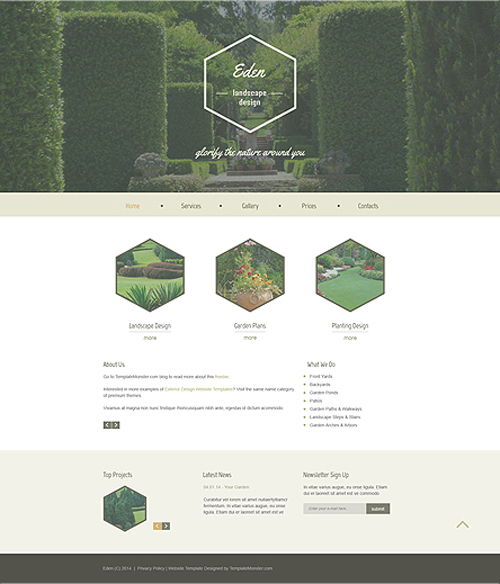 Eden
landscape
design
glorify the nature around you
Home • Services • Gallery • Prices • Contacts
Landscape Design
more
Garden Plans
more
Planting Design
more
About Us
Go to TemplateMonster.com blog to read more about this freebie.
Interested in more examples of Exterior Design Website Templates? Visit the same name category
of premium themes.
Vivamus at magna non nunc tristique rhoncusquam nibh ante, egestas id dictum acommodo
What We Do
Front Yards
Backyards
Garden Ponds
Patios
Garden Paths & Walkways
Landscape Steps & Stairs
Garden Arches & Arbors
Top Projects
Latest News
04.01.14 - Your Garden
Curabitur vel lorem sit amet nullaefyllamcer
fringilla. In vitae varius augue, eu risus
Etiam dui er laoreet sit amet est vs
Newsletter Sign Up
In vitae varius augue, eu osne ligula. Etiam
dui er laoreet sit amet est ve commodo
Enter your e-mail here
submit
Eden (C) 2014 | Privacy Policy | Website Template Designed by TemplateMonster.com